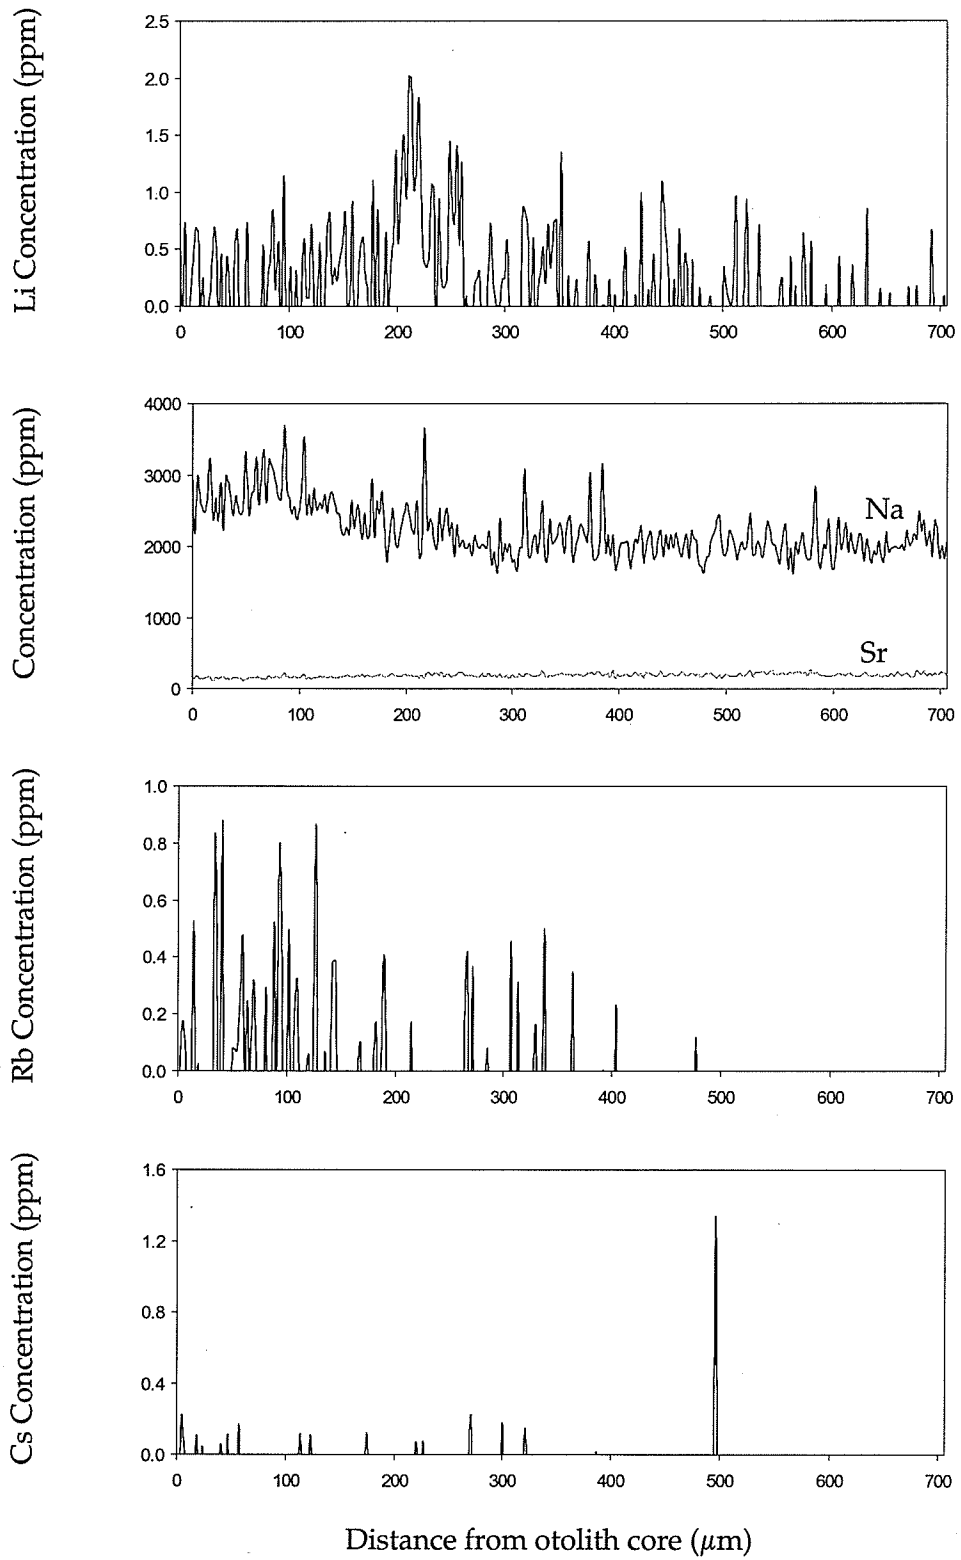 Li Concentration (ppm)
2.5
2.0
1.5
1.0
0.5
0.0
0 100 200 300 400 500 600 700
Concentration (ppm)
4000
3000
2000
1000
0
Na
Sr
0 100 200 300 400 500 600 700
Rb Concentration (ppm)
1.0
0.8
0.6
0.4
0.2
0.0
0 100 200 300 400 500 600 700
Cs Concentration (ppm)
1.6
1.2
0.8
0.4
0.0
0 100 200 300 400 500 600 700
Distance from otolith core (μm)